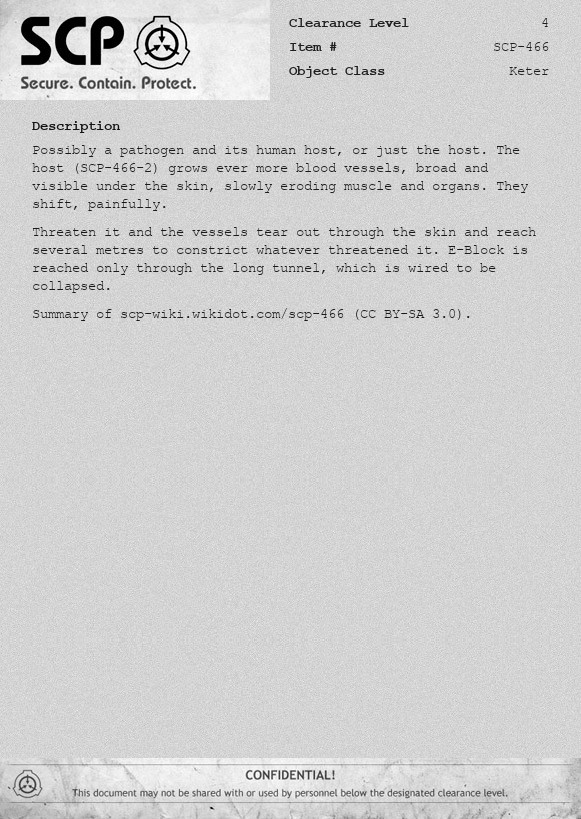 SCP
Secure. Contain. Protect.
Clearance Level 4
Item # SCP-466
Object Class Keter
Description
Possibly a pathogen and its human host, or just the host. The
host (SCP-466-2) grows ever more blood vessels, broad and
visible under the skin, slowly eroding muscle and organs. They
shift, painfully.
Threaten it and the vessels tear out through the skin and reach
several metres to constrict whatever threatened it. E-Block is
reached only through the long tunnel, which is wired to be
collapsed.
Summary of scp-wiki.wikidot.com/scp-466 (CC BY-SA 3.0).
CONFIDENTIAL!
This document may not be shared with or used by personnel below the designated clearance level.